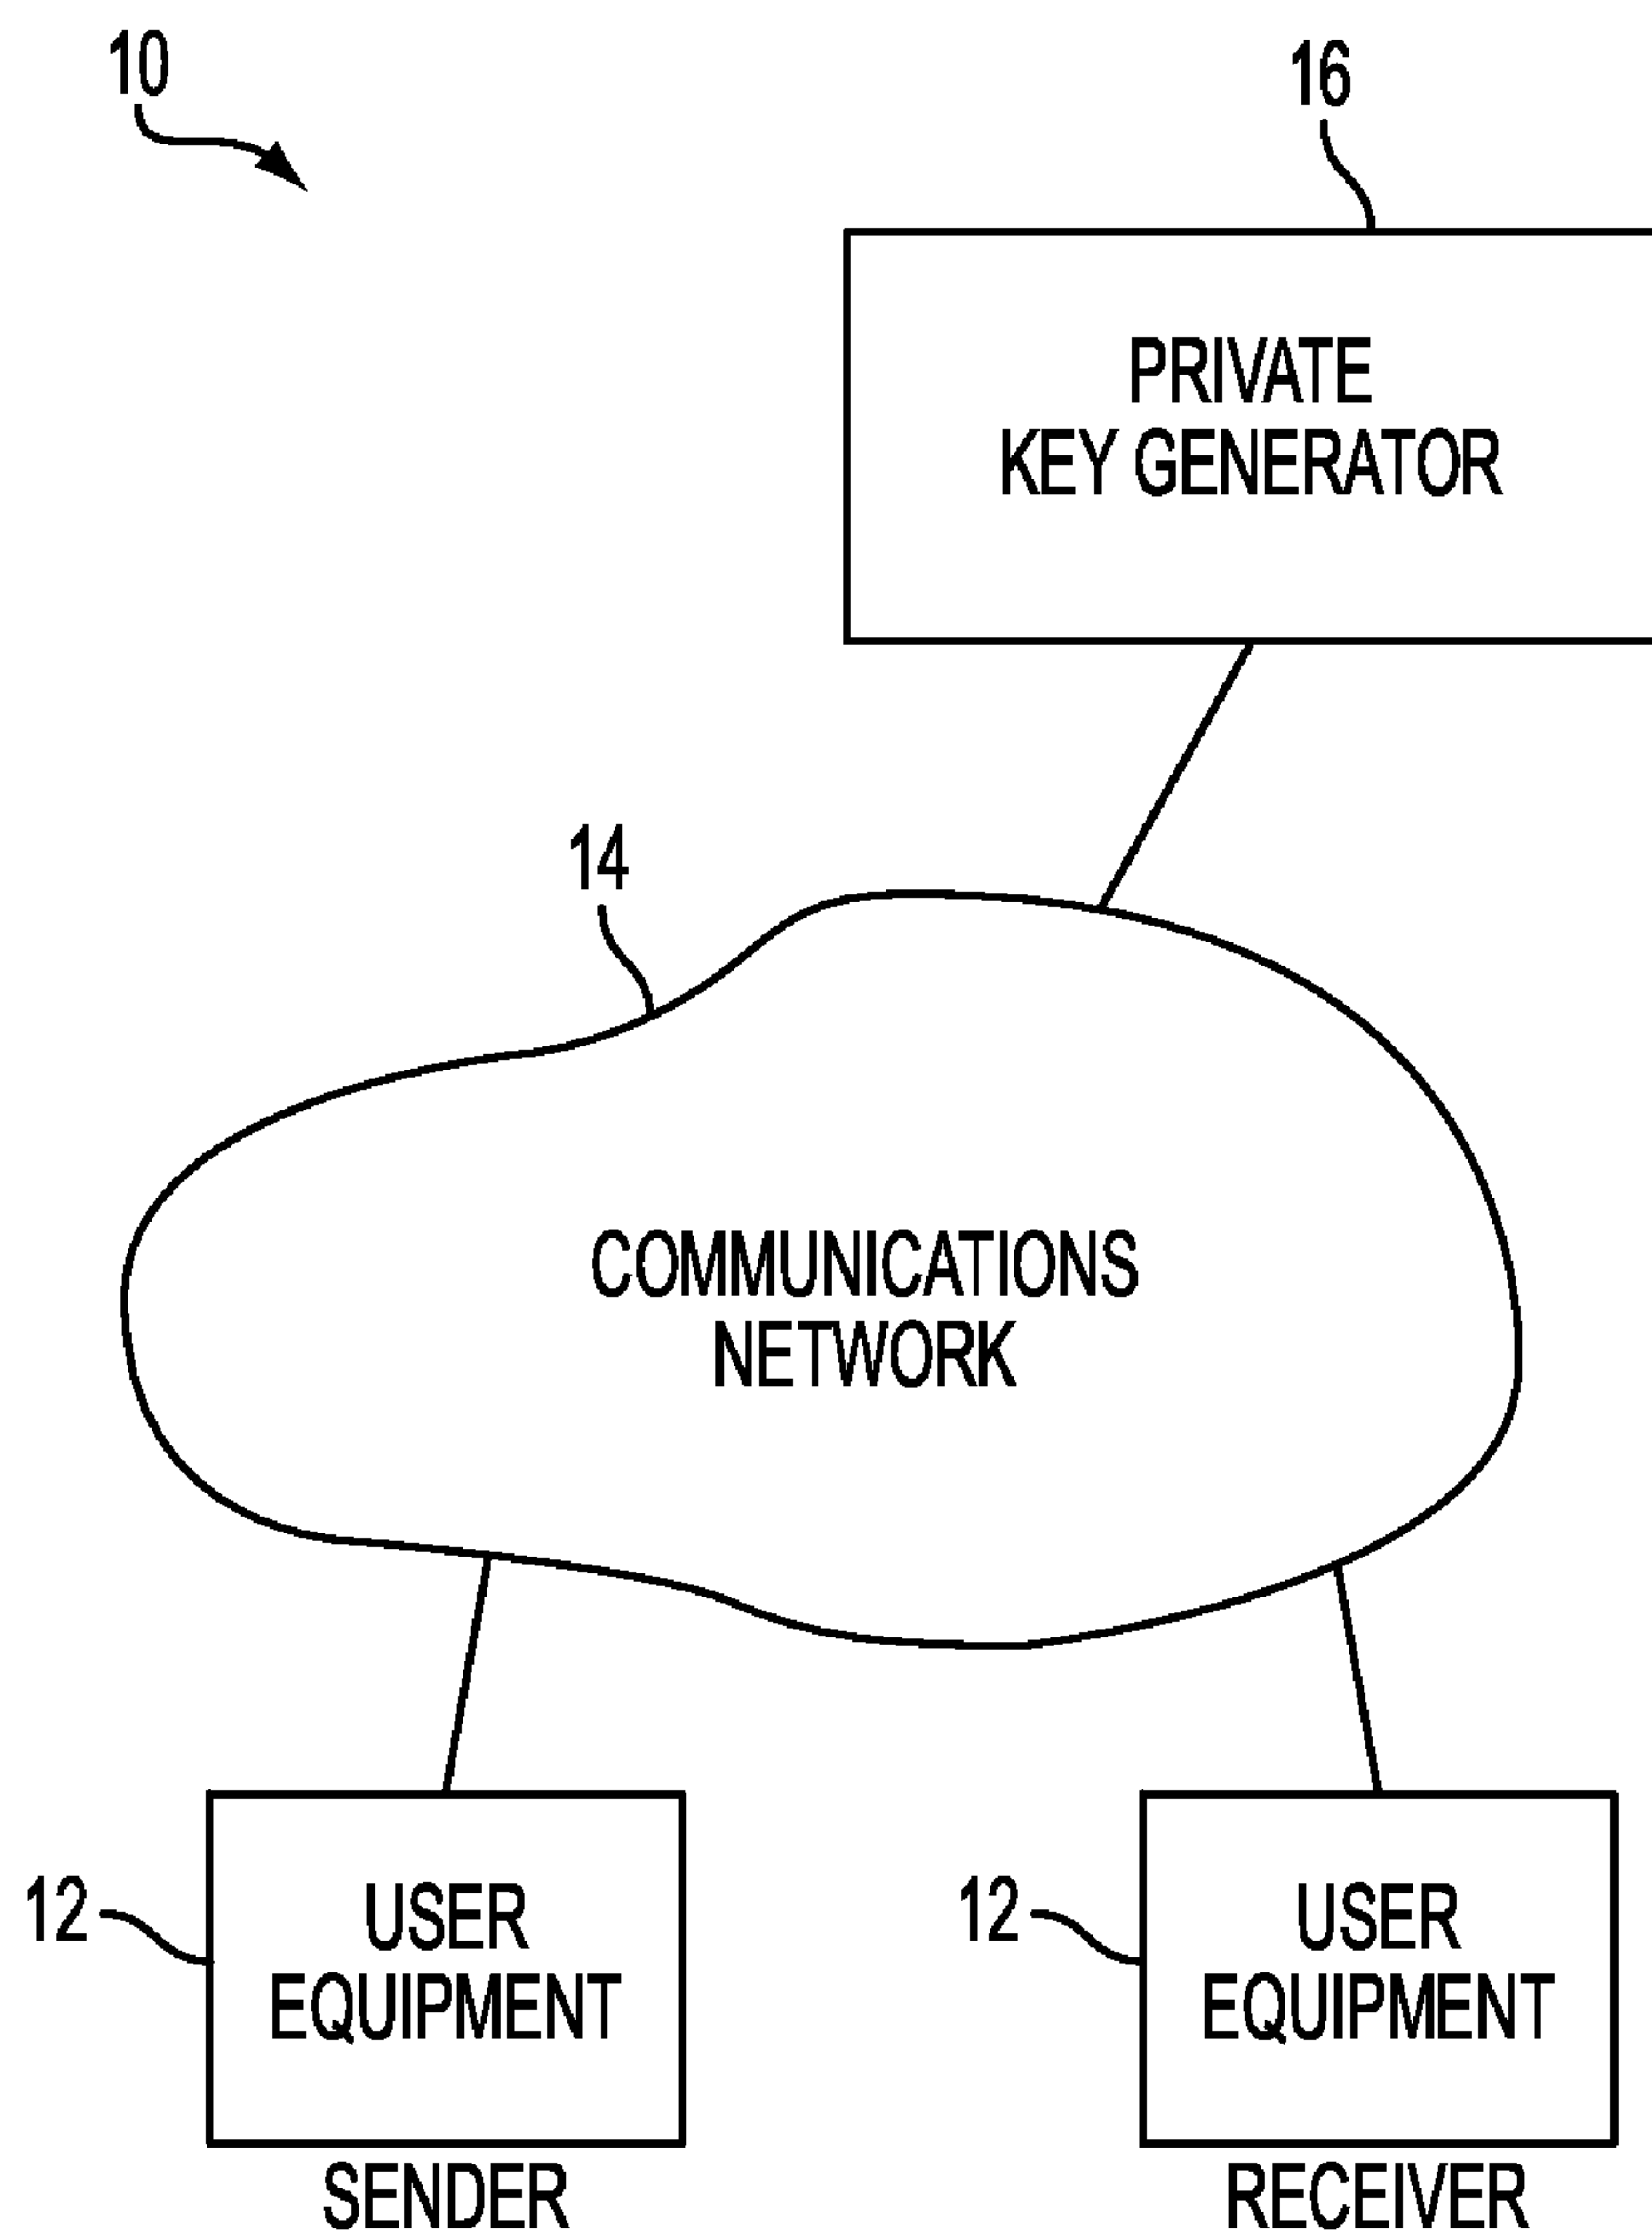 10
16
PRIVATE
KEY GENERATOR
14
COMMUNICATIONS
NETWORK
12
USER
EQUIPMENT
SENDER
12
USER
EQUIPMENT
RECEIVER